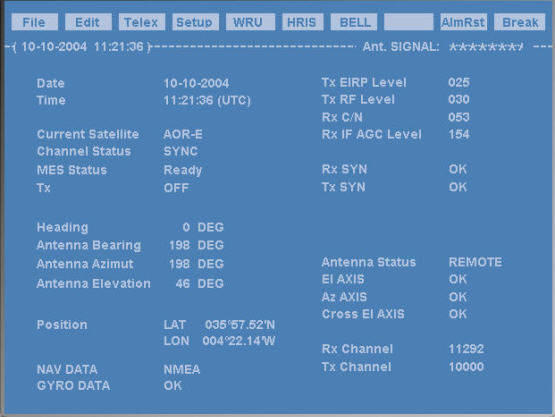 File Edit Telex Setup WRU HRIS BELL AlmRst Break
{ 10-10-2004 11:21:36 } Ant. SIGNAL: ********/
Date 10-10-2004 Tx EIRP Level 025
Time 11:21:36 (UTC) Tx RF Level 030
Rx C/N 053
Current Satellite AOR-E Rx IF AGC Level 154
Channel Status SYNC
MES Status Ready Rx SYN OK
Tx OFF Tx SYN OK
Heading 0 DEG
Antenna Bearing 198 DEG
Antenna Azimut 198 DEG Antenna Status REMOTE
Antenna Elevation 46 DEG El AXIS OK
Az AXIS OK
Cross El AXIS OK
Position LAT 035°57.52'N
LON 004°22.14'W
Rx Channel 11292
NAV DATA NMEA Tx Channel 10000
GYRO DATA OK